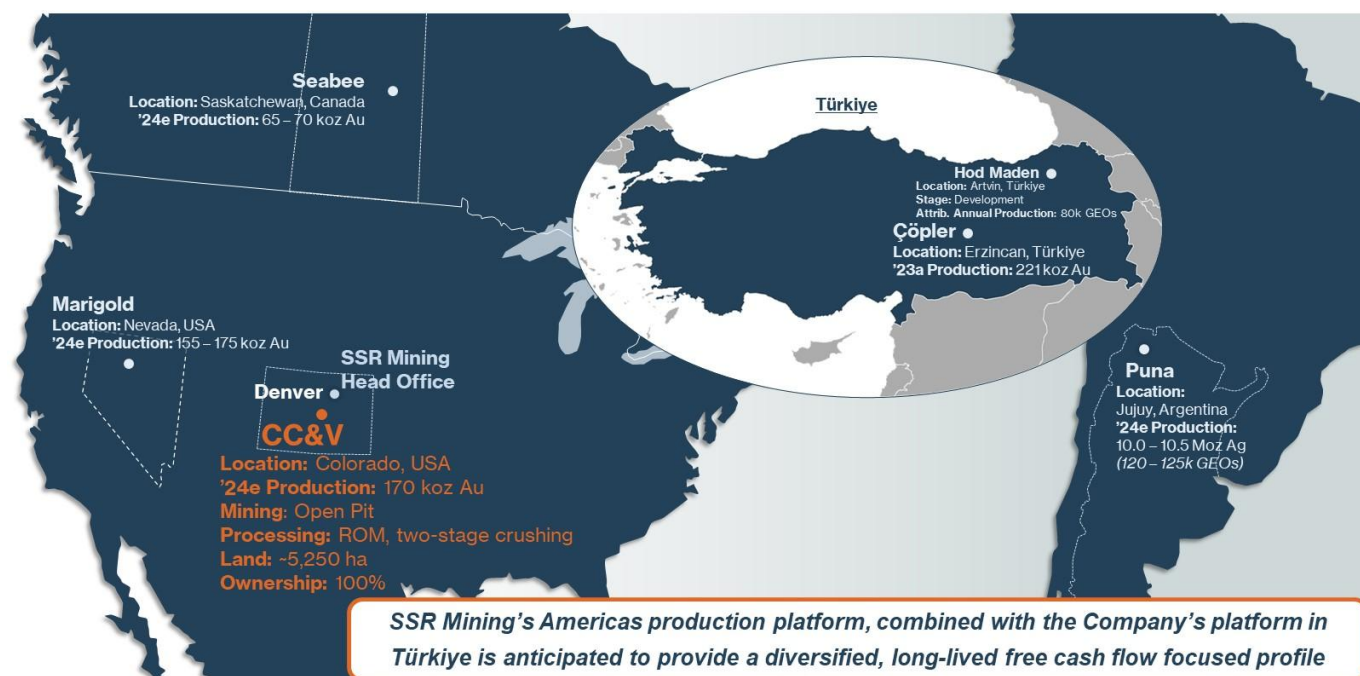 Seabee
Location: Saskatchewan, Canada
’24e Production: 65 – 70 koz Au
Türkiye
Hod Maden
Location: Artvin, Türkiye
Stage: Development
Attrib. Annual Production: 80k GEOs
Çöpler
Location: Erzincan, Türkiye
’23a Production: 221 koz Au
Marigold
Location: Nevada, USA
’24e Production: 155 – 175 koz Au
SSR Mining
Head Office
Denver
CC&V
Location: Colorado, USA
’24e Production: 170 koz Au
Mining: Open Pit
Processing: ROM, two-stage crushing
Land: ~5,250 ha
Ownership: 100%
Puna
Location:
Jujuy, Argentina
’24e Production:
10.0 – 10.5 Moz Ag
(120 – 125k GEOs)
SSR Mining’s Americas production platform, combined with the Company’s platform in
Türkiye is anticipated to provide a diversified, long-lived free cash flow focused profile